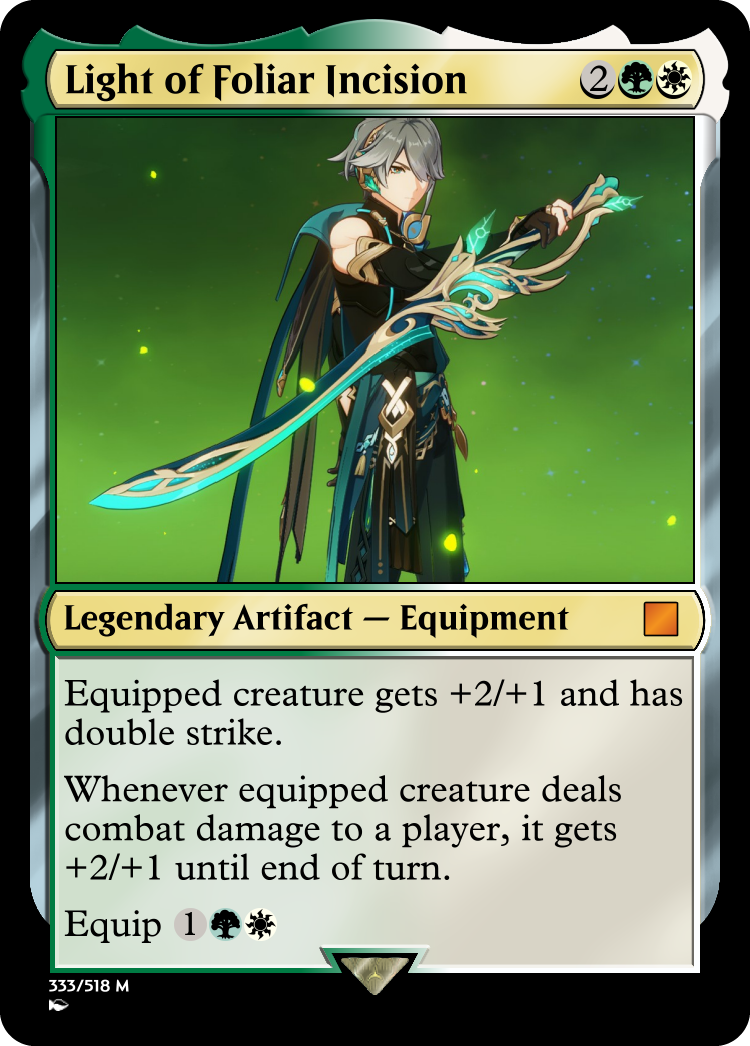 Light of Foliar Incision 2
Legendary Artifact — Equipment
Equipped creature gets +2/+1 and has
double strike.
Whenever equipped creature deals
combat damage to a player, it gets
+2/+1 until end of turn.
Equip 1
333/518 M